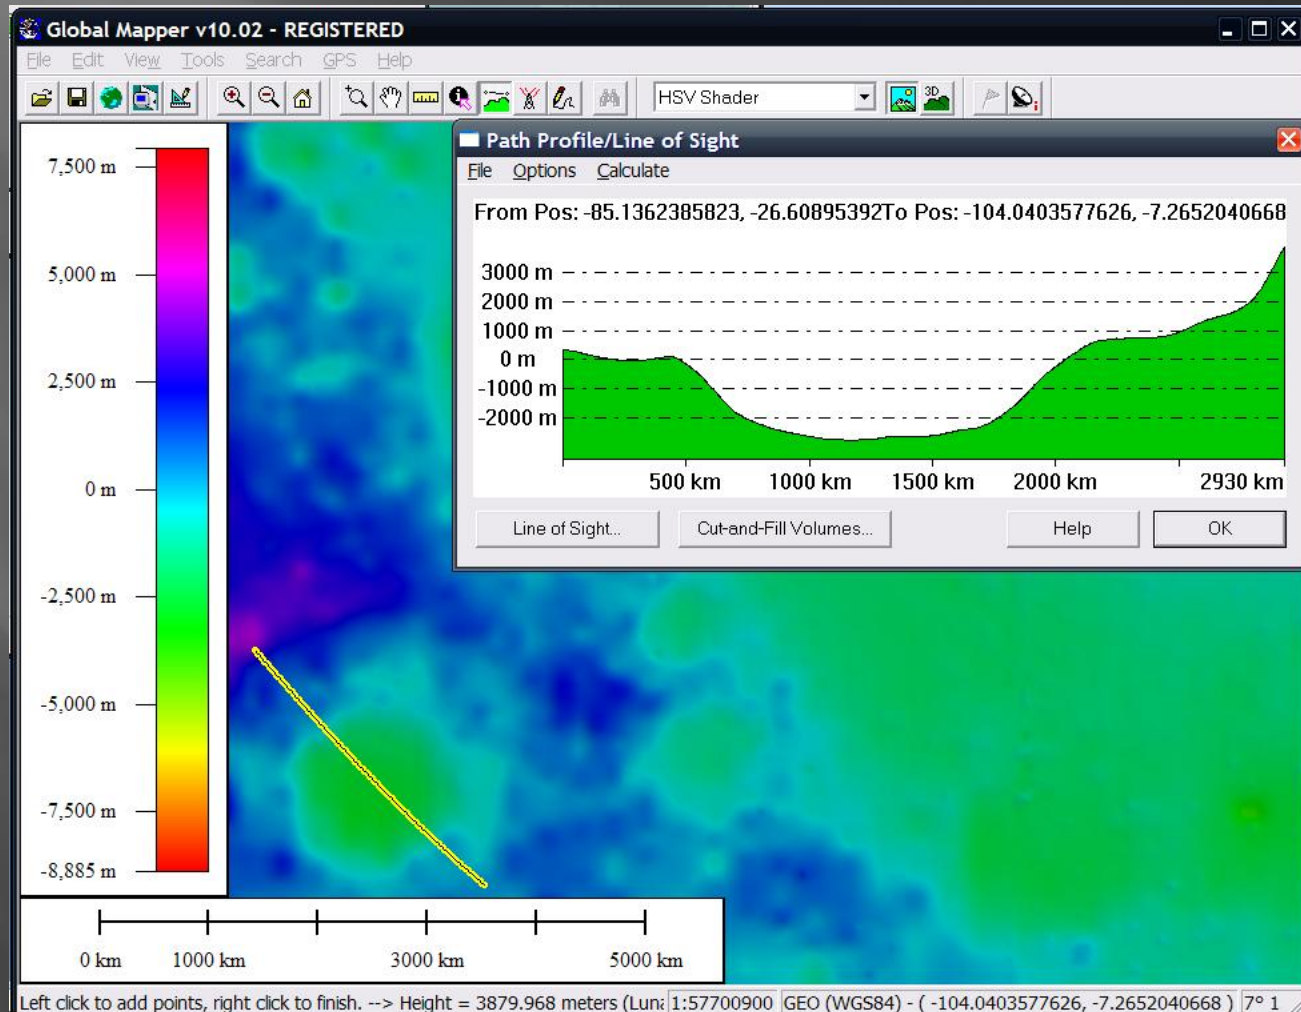 Global Mapper v10.02 - REGISTERED
File Edit View Tools Search GPS Help
HSV Shader
3D
Path Profile/Line of Sight
File Options Calculate
From Pos: -85.1362385823, -26.60895392To Pos: -104.0403577626, -7.2652040668
3000 m
2000 m
1000 m
0 m
-1000 m
-2000 m
500 km 1000 km 1500 km 2000 km 2930 km
Line of Sight... Cut-and-Fill Volumes... Help OK
7,500 m
5,000 m
2,500 m
0 m
-2,500 m
-5,000 m
-7,500 m
-8,885 m
0 km 1000 km 3000 km 5000 km
Left click to add points, right click to finish. --> Height = 3879.968 meters (Luna 1:57700900 GEO (WGS84) - ( -104.0403577626, -7.2652040668 ) 7° 1